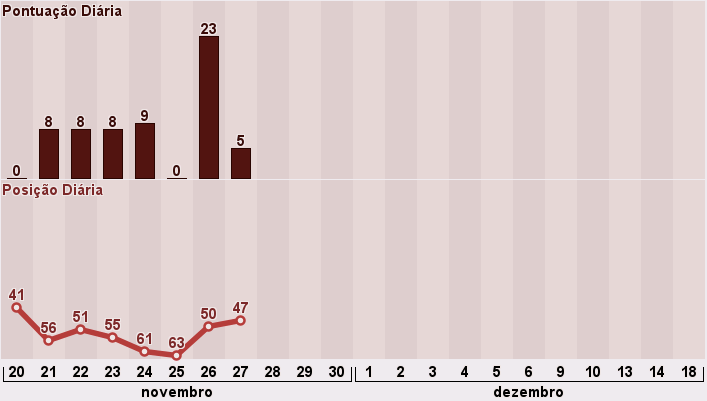 Pontuação Diária
0 8 8 8 9 0 23 5
Posição Diária
41 56 51 55 61 63 50 47
20 21 22 23 24 25 26 27 28 29 30 1 2 3 4 5 6 9 10 13 14 18
novembro dezembro